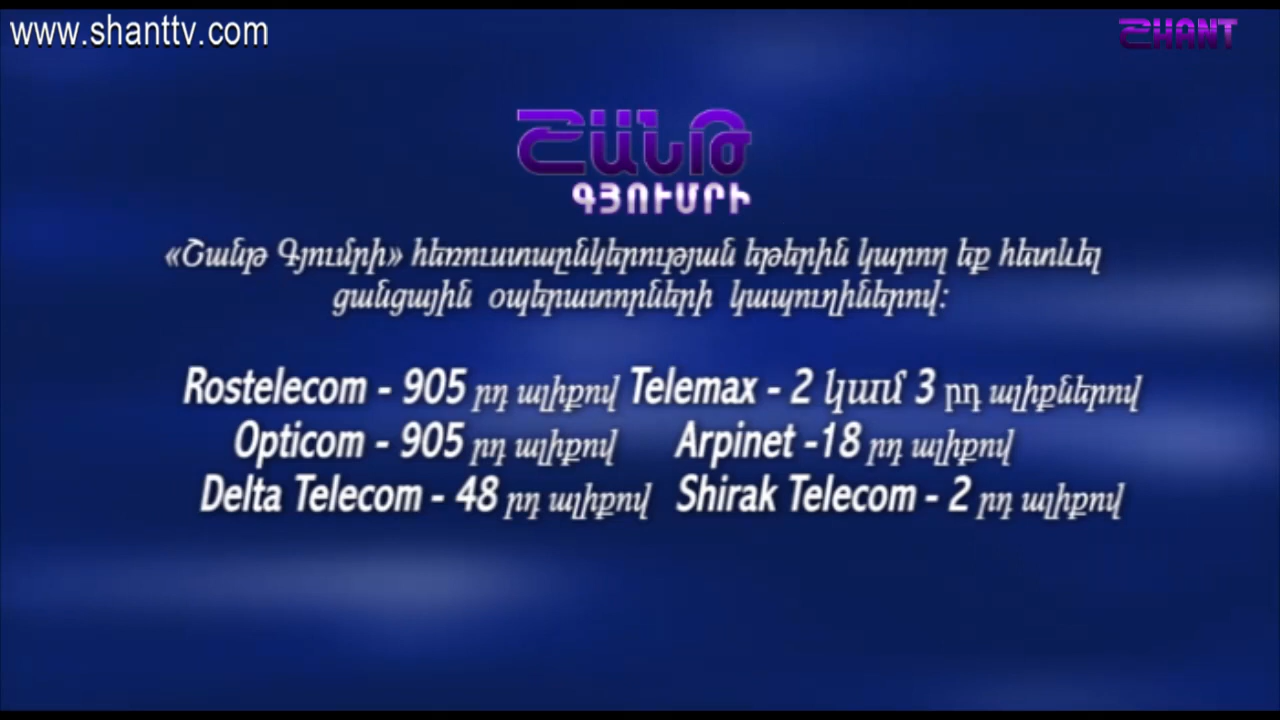 www.shanttv.com
SHANT
ՇԱՆԹ
ԳՅՈՒՄՐԻ
«Շանթ Գյումրի» հեռուստաընկերության եթերին կարող եք հետևել
ցանցային օպերատորների կապուղիներով:
Rostelecom - 905 րդ ալիքով Telemax - 2 կամ 3 րդ ալիքներով
Opticom - 905 րդ ալիքով Arpinet -18 րդ ալիքով
Delta Telecom - 48 րդ ալիքով Shirak Telecom - 2 րդ ալիքով